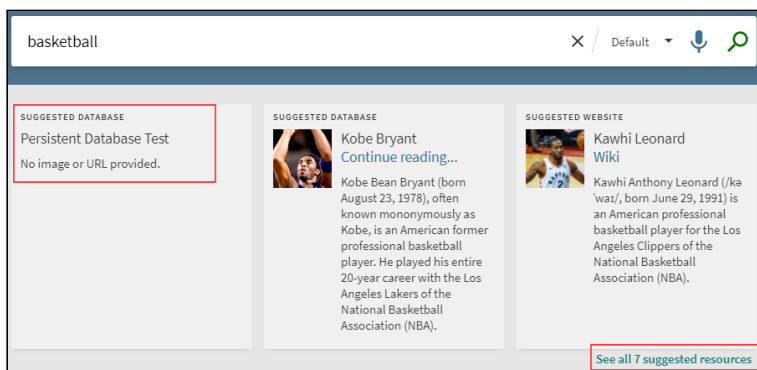 basketball
Default
SUGGESTED DATABASE
Persistent Database Test
No image or URL provided.
SUGGESTED DATABASE
Kobe Bryant
Continue reading...
Kobe Bean Bryant (born
August 23, 1978), often
known mononymously as
Kobe, is an American former
professional basketball
player. He played his entire
20-year career with the Los
Angeles Lakers of the
National Basketball
Association (NBA).
SUGGESTED WEBSITE
Kawhi Leonard
Wiki
Kawhi Anthony Leonard (/kə
ˈwaɪ/, born June 29, 1991) is
an American professional
basketball player for the Los
Angeles Clippers of the
National Basketball
Association (NBA).
See all 7 suggested resources